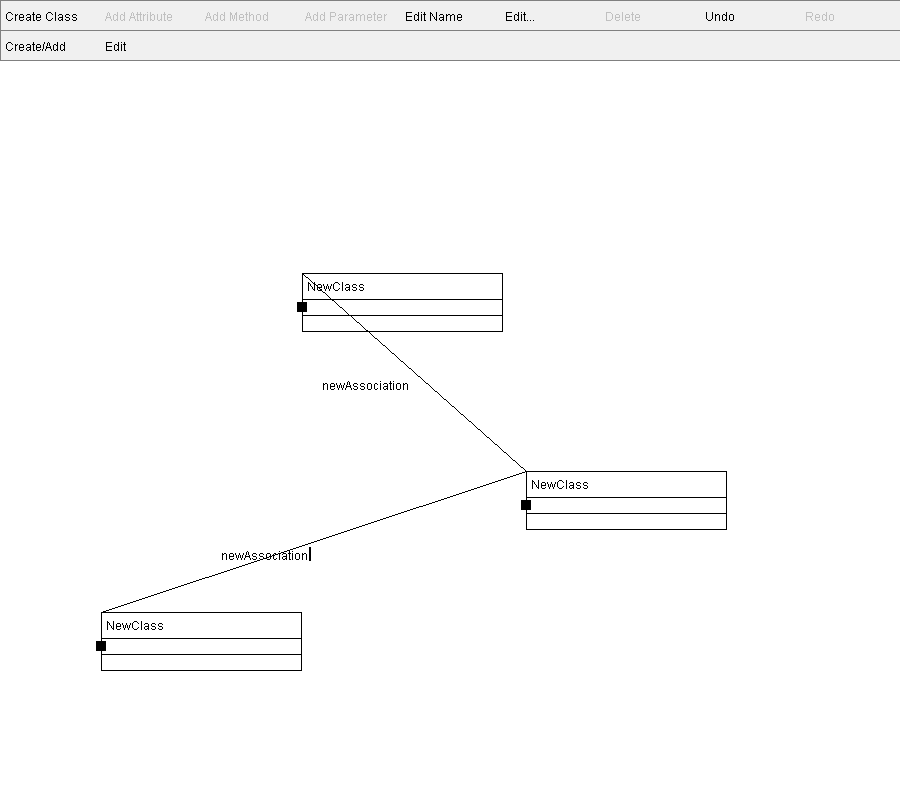 Create Class Add Attribute Add Method Add Parameter Edit Name Edit... Delete Undo Redo
Create/Add Edit
NewClass
newAssociation
NewClass
newAssociation
NewClass